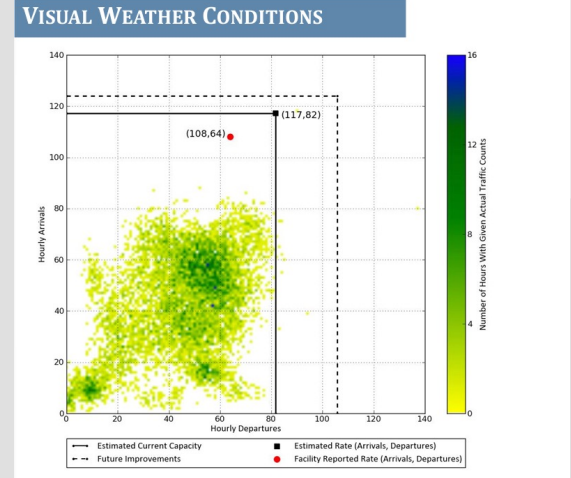 VISUAL WEATHER CONDITIONS
140
120
100
80
60
40
20
0
Hourly Arrivals
(117,82)
(108,64)
0 20 40 60 80 100 120 140
Hourly Departures
16
12
8
4
0
Number of Hours With Given Actual Traffic Counts
Estimated Current Capacity
Future Improvements
Estimated Rate (Arrivals, Departures)
Facility Reported Rate (Arrivals, Departures)